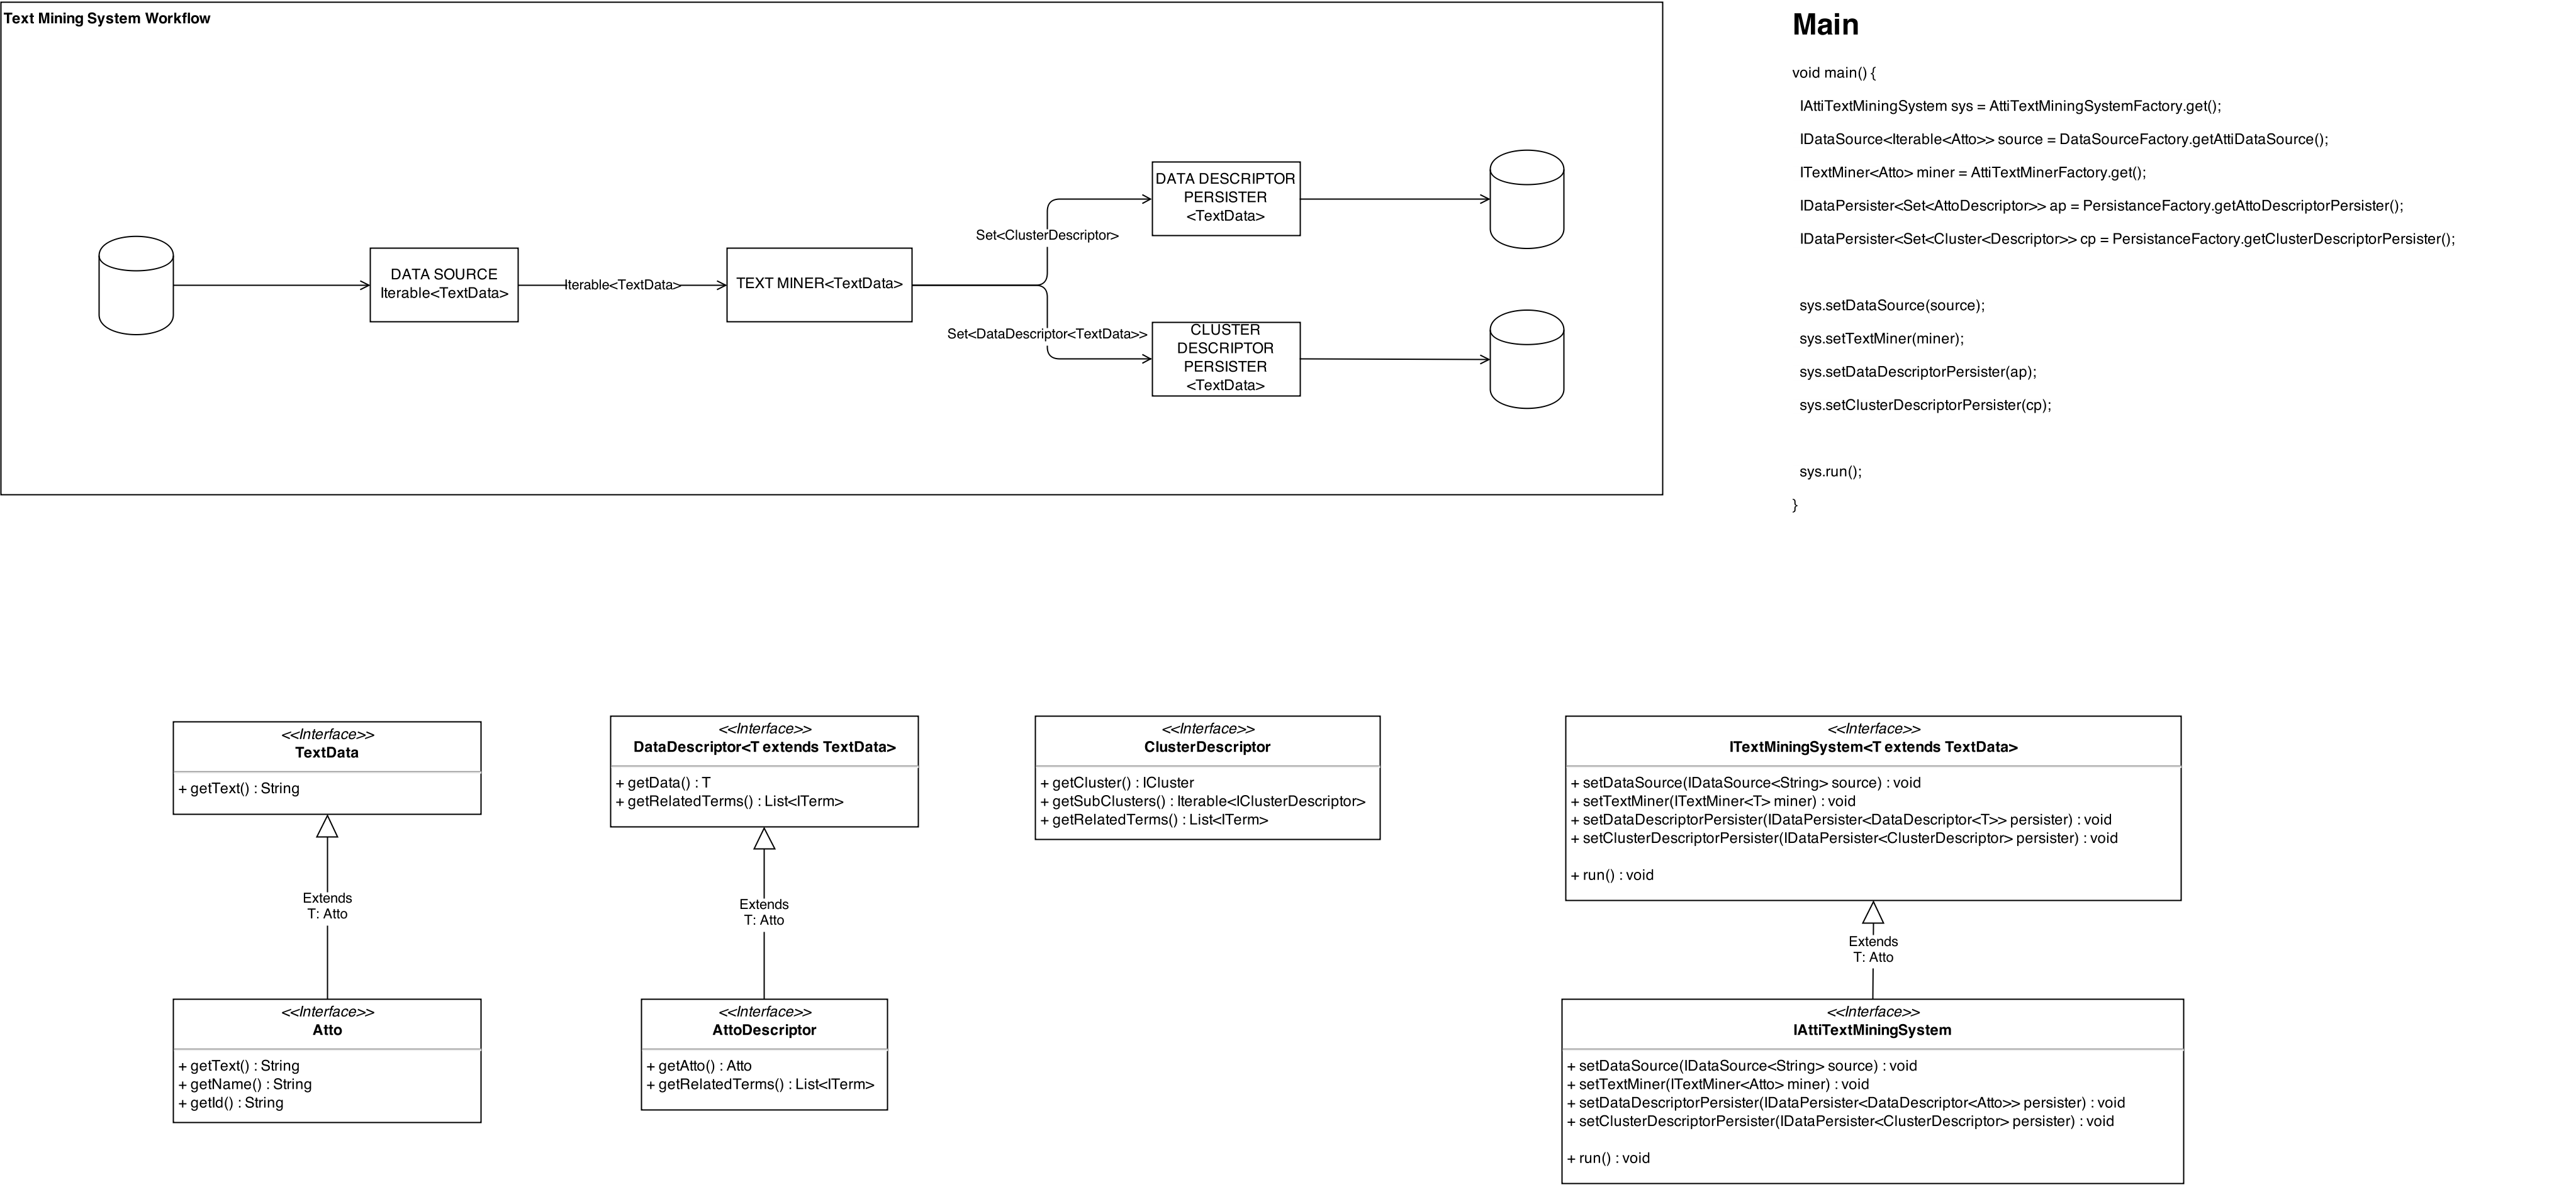 Text Mining System Workflow
DATA SOURCE
Iterable<TextData>
Iterable<TextData>
TEXT MINER<TextData>
Set<ClusterDescriptor>
Set<DataDescriptor<TextData>>
DATA DESCRIPTOR
PERSISTER
<TextData>
CLUSTER
DESCRIPTOR
PERSISTER
<TextData>
Main
void main() {
IAttiTextMiningSystem sys = AttiTextMiningSystemFactory.get();
IDataSource<Iterable<Atto>> source = DataSourceFactory.getAttiDataSource();
ITextMiner<Atto> miner = AttiTextMinerFactory.get();
IDataPersister<Set<AttoDescriptor>> ap = PersistanceFactory.getAttoDescriptorPersister();
IDataPersister<Set<Cluster<Descriptor>> cp = PersistanceFactory.getClusterDescriptorPersister();
sys.setDataSource(source);
sys.setTextMiner(miner);
sys.setDataDescriptorPersister(ap);
sys.setClusterDescriptorPersister(cp);
sys.run();
}
<<Interface>>
TextData
+ getText() : String
Extends
T: Atto
<<Interface>>
Atto
+ getText() : String
+ getName() : String
+ getId() : String
<<Interface>>
DataDescriptor<T extends TextData>
+ getData() : T
+ getRelatedTerms() : List<ITerm>
Extends
T: Atto
<<Interface>>
AttoDescriptor
+ getAtto() : Atto
+ getRelatedTerms() : List<ITerm>
<<Interface>>
ClusterDescriptor
+ getCluster() : ICluster
+ getSubClusters() : Iterable<IClusterDescriptor>
+ getRelatedTerms() : List<ITerm>
<<Interface>>
ITextMiningSystem<T extends TextData>
+ setDataSource(IDataSource<String> source) : void
+ setTextMiner(ITextMiner<T> miner) : void
+ setDataDescriptorPersister(IDataPersister<DataDescriptor<T>> persister) : void
+ setClusterDescriptorPersister(IDataPersister<ClusterDescriptor> persister) : void
+ run() : void
Extends
T: Atto
<<Interface>>
IAttiTextMiningSystem
+ setDataSource(IDataSource<String> source) : void
+ setTextMiner(ITextMiner<Atto> miner) : void
+ setDataDescriptorPersister(IDataPersister<DataDescriptor<Atto>> persister) : void
+ setClusterDescriptorPersister(IDataPersister<ClusterDescriptor> persister) : void
+ run() : void